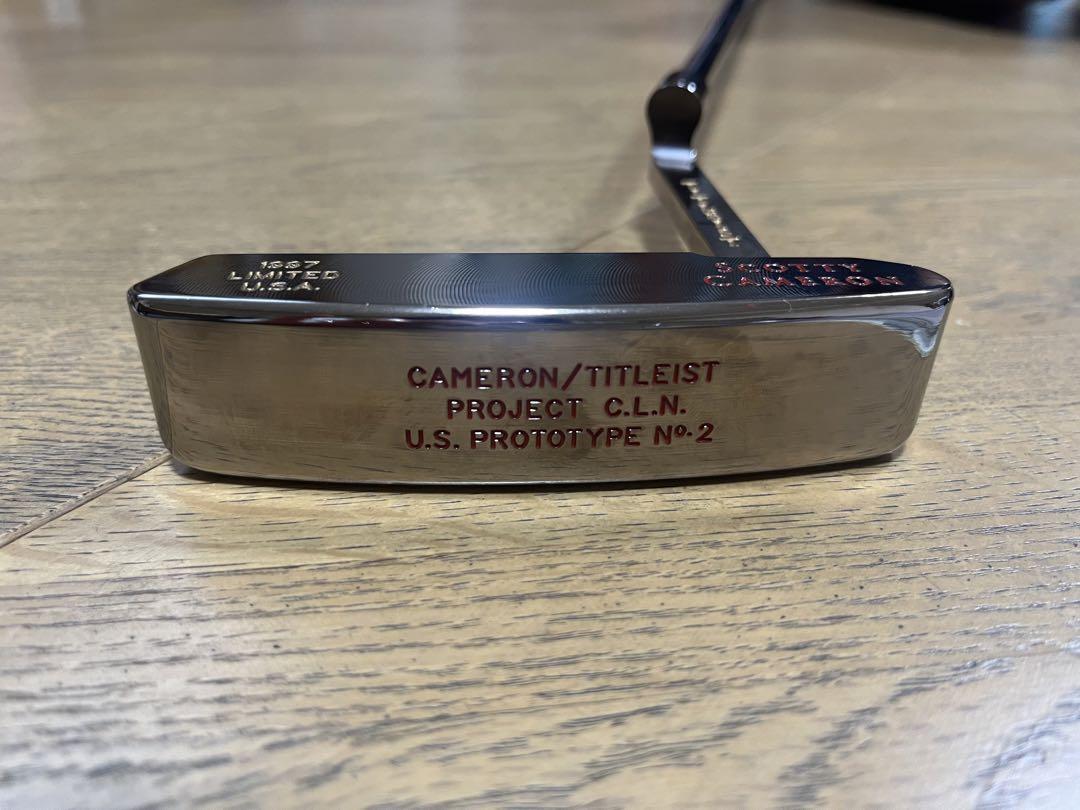 1997
LIMITED
U.S.A.
SCOTTY
CAMERON
CAMERON/TITLEIST
PROJECT C.L.N.
U.S. PROTOTYPE No. 2